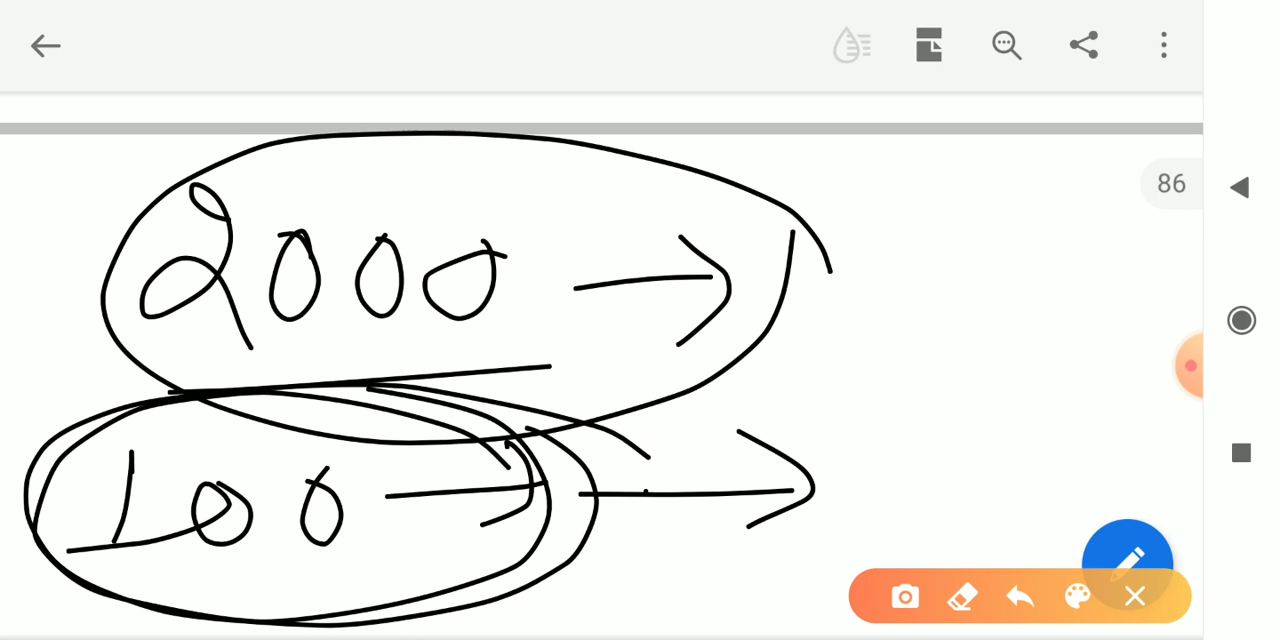 86
2000 →
100 → →